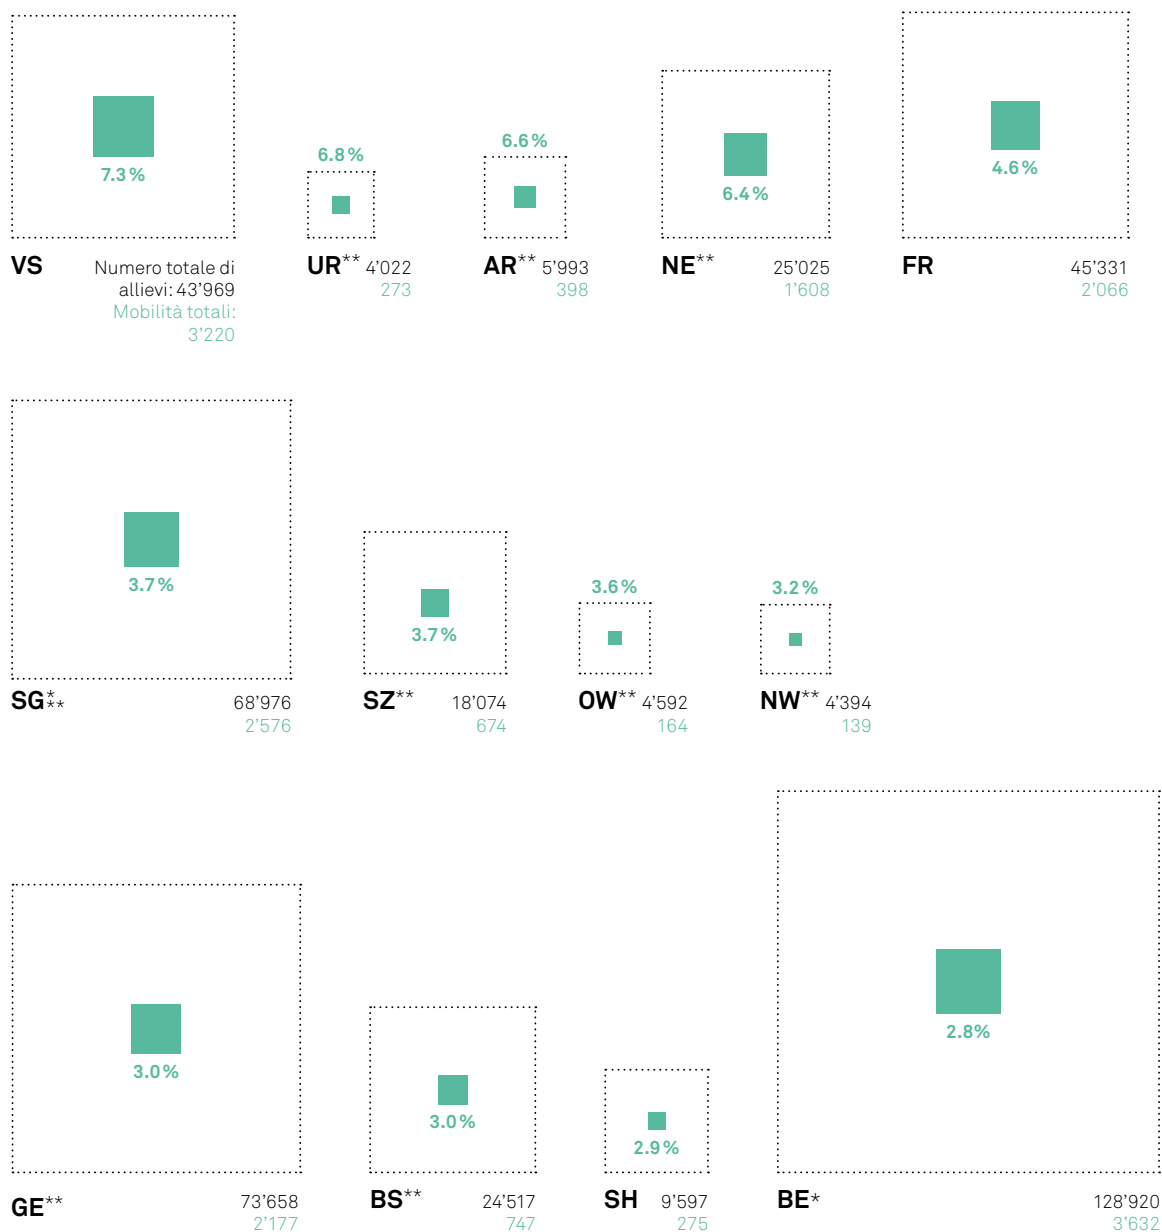 7.3%
6.8%
6.6%
6.4%
4.6%
VS Numero totale di
allievi: 43’969
Mobilità totali:
3’220
UR** 4’022
273
AR** 5’993
398
NE** 25’025
1’608
FR 45’331
2’066
3.7%
3.7%
3.6%
3.2%
SG*** 68’976
2’576
SZ** 18’074
674
OW** 4’592
164
NW** 4’394
139
3.0%
3.0%
2.9%
2.8%
GE** 73’658
2’177
BS** 24’517
747
SH 9’597
275
BE* 128’920
3’632